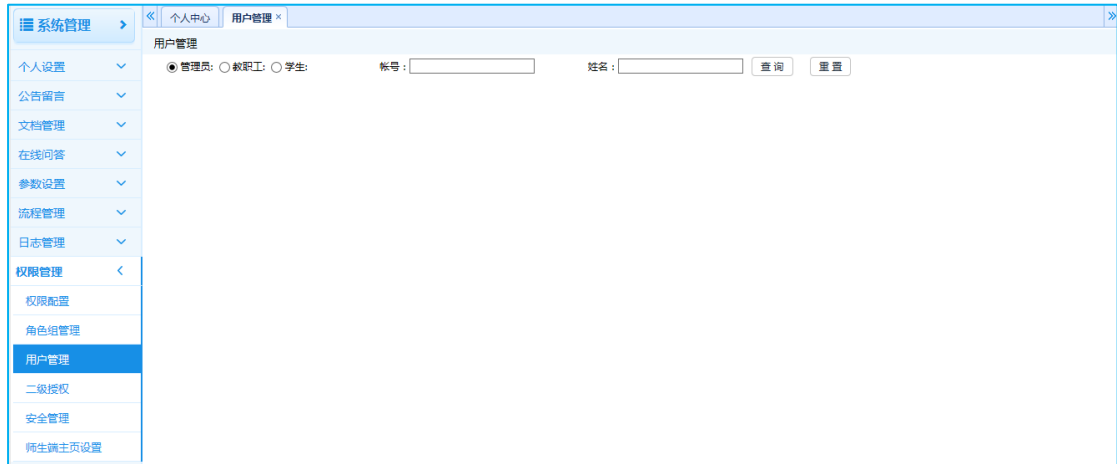 系统管理
个人中心 用户管理 ×
用户管理
管理员: 教职工: 学生: 帐号： 姓名： 查 询 重 置
个人设置
公告留言
文档管理
在线问答
参数设置
流程管理
日志管理
权限管理
权限配置
角色组管理
用户管理
二级授权
安全管理
师生端主页设置